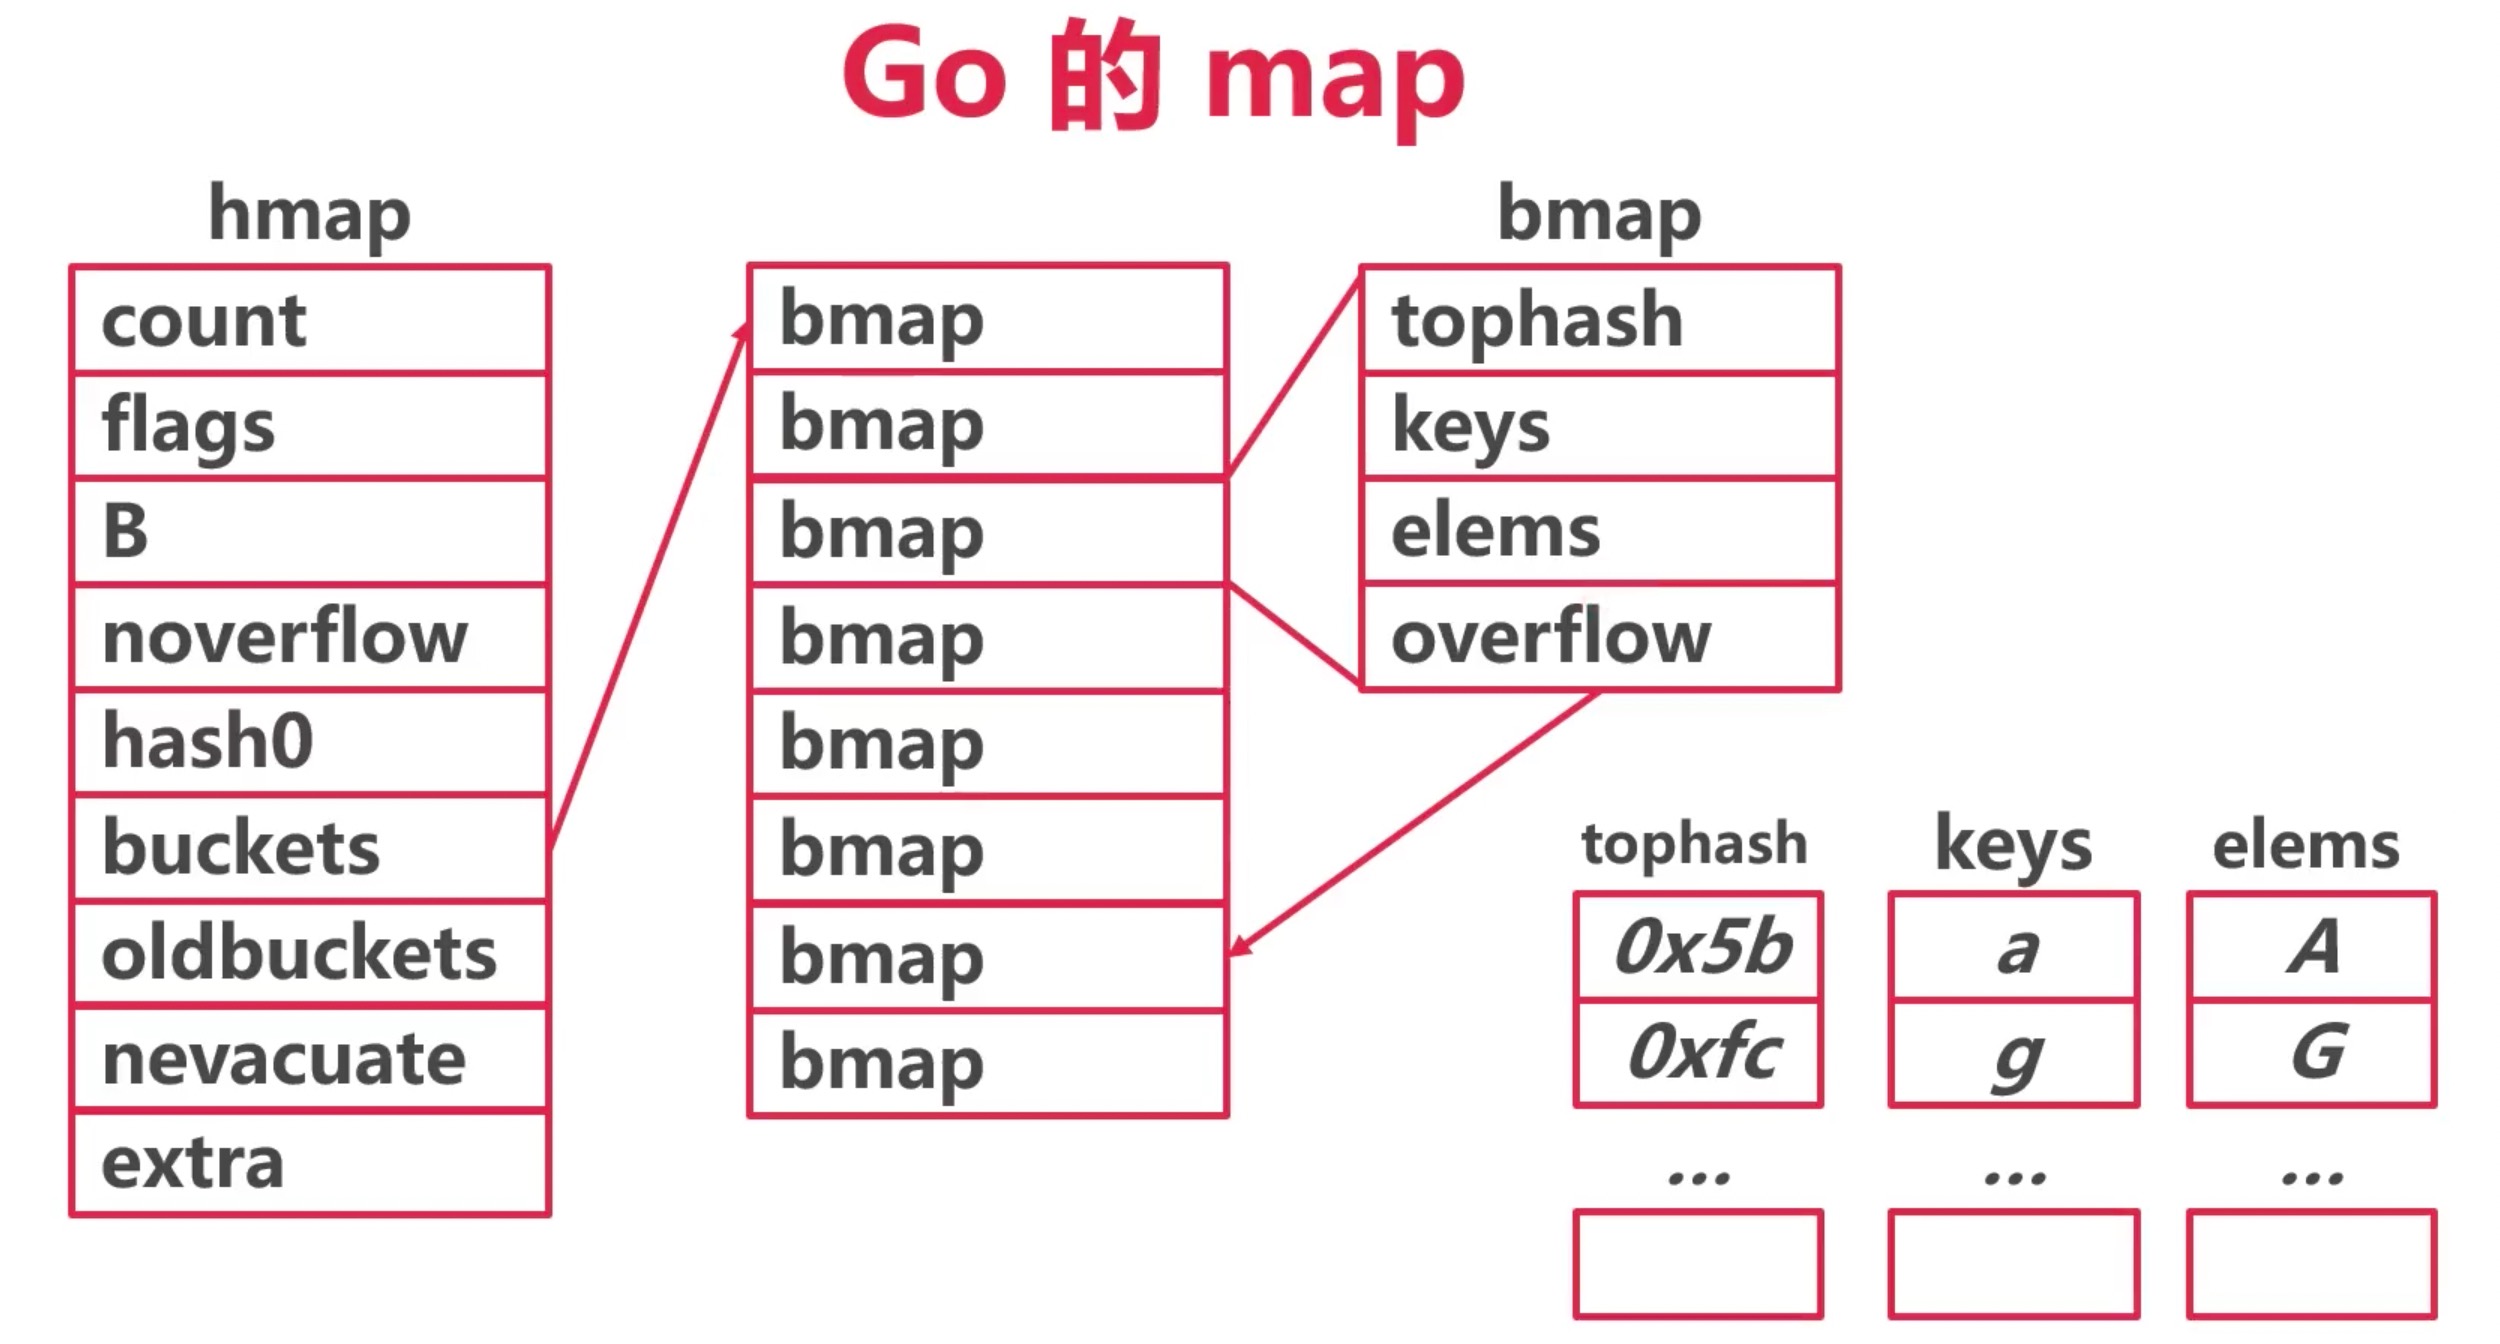 Go 的 map
hmap
count
flags
B
noverflow
hash0
buckets
oldbuckets
nevacuate
extra
bmap
bmap
bmap
bmap
bmap
bmap
bmap
bmap
bmap
tophash
keys
elems
overflow
tophash keys elems
0x5b a A
0xfc g G
... ... ...